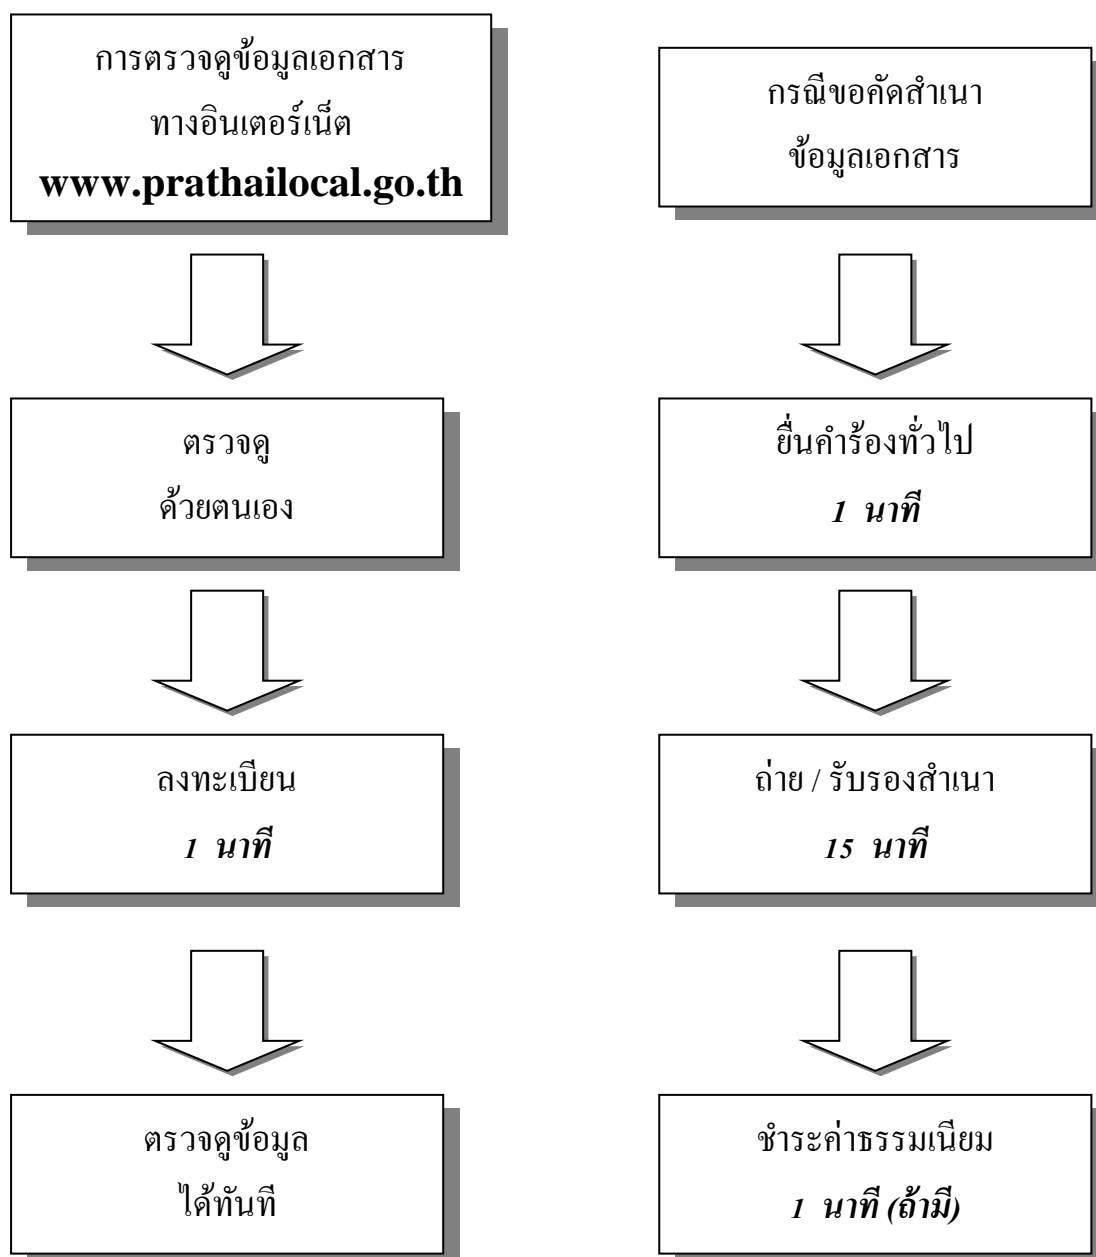 การตรวจดูข้อมูลเอกสาร
ทางอินเตอร์เน็ต
www.prathailocal.go.th
ตรวจดู
ด้วยตนเอง
ลงทะเบียน
1 นาที
ตรวจดูข้อมูล
ได้ทันที
กรณีขอคัดสำเนา
ข้อมูลเอกสาร
ยื่นคำร้องทั่วไป
1 นาที
ถ่าย / รับรองสำเนา
15 นาที
ชำระค่าธรรมเนียม
1 นาที (ถ้ามี)